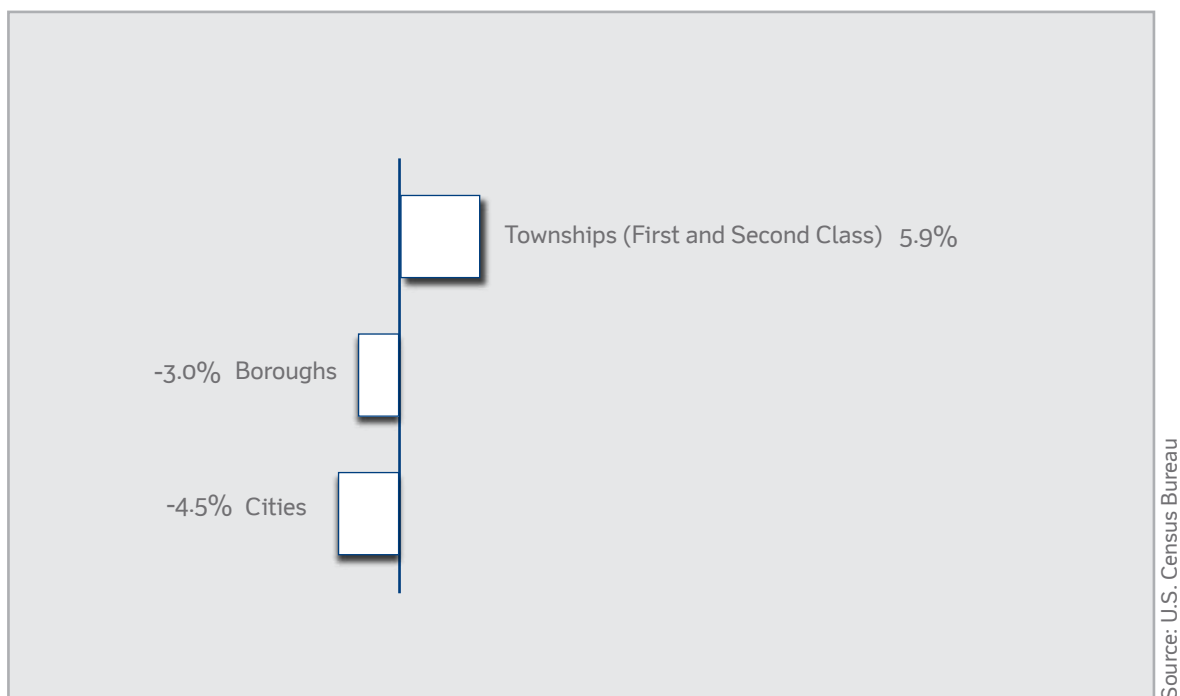 Townships (First and Second Class) 5.9%
-3.0% Boroughs
-4.5% Cities
Source: U.S. Census Bureau